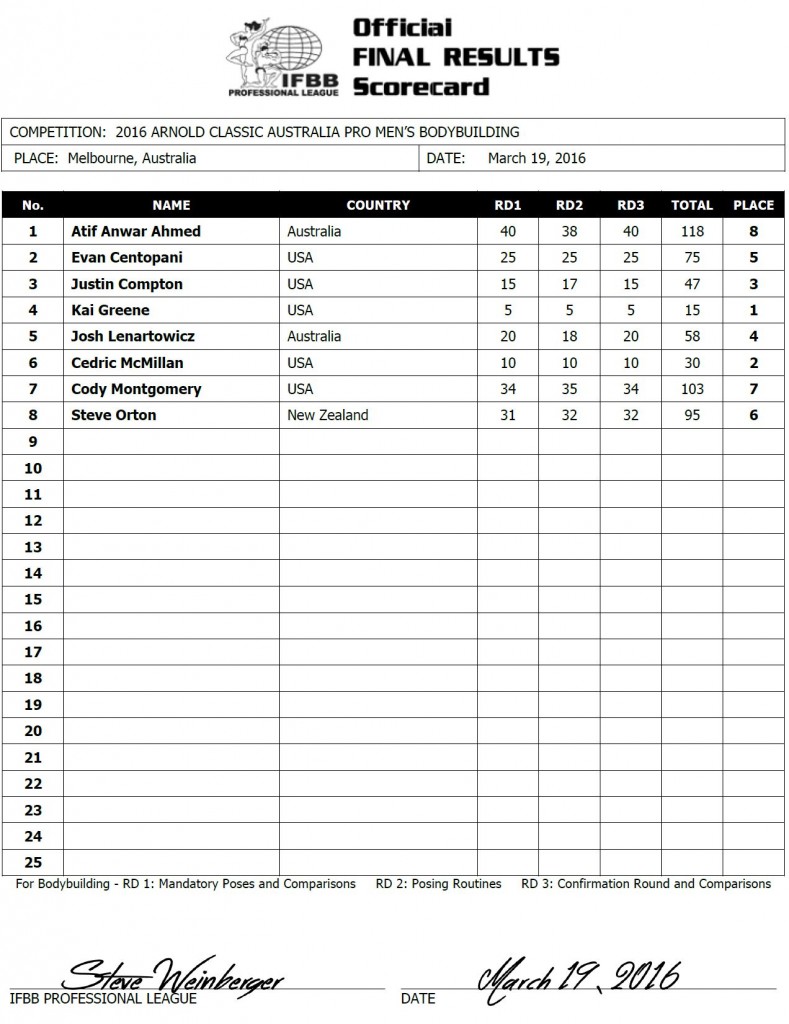 Official
FINAL RESULTS
Scorecard
IFBB
PROFESSIONAL LEAGUE
COMPETITION: 2016 ARNOLD CLASSIC AUSTRALIA PRO MEN'S BODYBUILDING
PLACE: Melbourne, Australia DATE: March 19, 2016
No. NAME COUNTRY RD1 RD2 RD3 TOTAL PLACE
1 Atif Anwar Ahmed Australia 40 38 40 118 8
2 Evan Centopani USA 25 25 25 75 5
3 Justin Compton USA 15 17 15 47 3
4 Kai Greene USA 5 5 5 15 1
5 Josh Lenartowicz Australia 20 18 20 58 4
6 Cedric McMillan USA 10 10 10 30 2
7 Cody Montgomery USA 34 35 34 103 7
8 Steve Orton New Zealand 31 32 32 95 6
9
10
11
12
13
14
15
16
17
18
19
20
21
22
23
24
25
For Bodybuilding - RD 1: Mandatory Poses and Comparisons RD 2: Posing Routines RD 3: Confirmation Round and Comparisons
Steve Weinberger March 19, 2016
IFBB PROFESSIONAL LEAGUE DATE